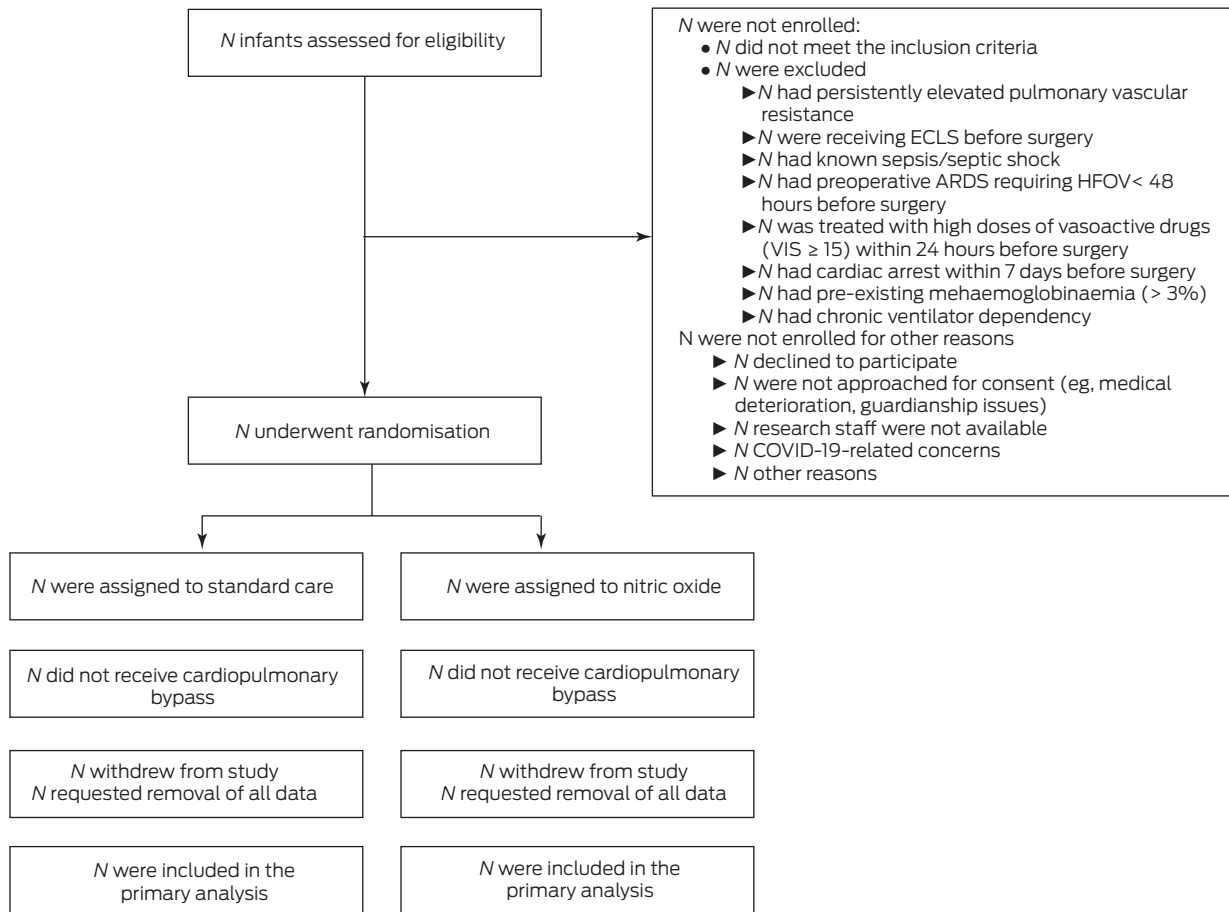 N infants assessed for eligibility
N were not enrolled:
● N did not meet the inclusion criteria
● N were excluded
►N had persistently elevated pulmonary vascular
resistance
►N were receiving ECLS before surgery
►N had known sepsis/septic shock
►N had preoperative ARDS requiring HFOV< 48
hours before surgery
►N was treated with high doses of vasoactive drugs
(VIS ≥ 15) within 24 hours before surgery
►N had cardiac arrest within 7 days before surgery
►N had pre-existing mehaemoglobinaemia (> 3%)
►N had chronic ventilator dependency
N were not enrolled for other reasons
► N declined to participate
► N were not approached for consent (eg, medical
deterioration, guardianship issues)
► N research staff were not available
► N COVID-19-related concerns
► N other reasons
N underwent randomisation
N were assigned to standard care
N were assigned to nitric oxide
N did not receive cardiopulmonary
bypass
N did not receive cardiopulmonary
bypass
N withdrew from study
N requested removal of all data
N withdrew from study
N requested removal of all data
N were included in the
primary analysis
N were included in the
primary analysis